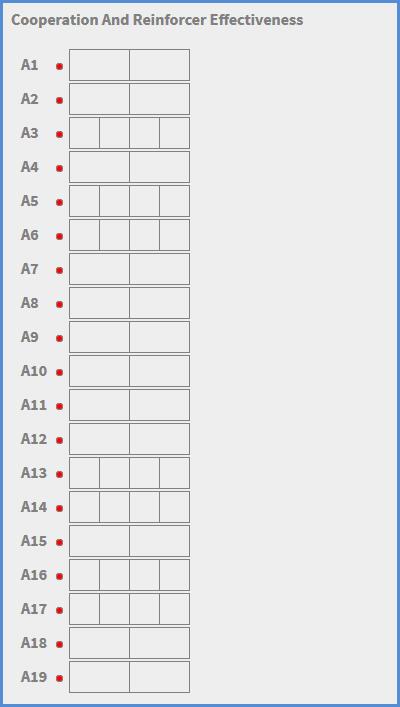 Cooperation And Reinforcer Effectiveness
A1
A2
A3
A4
A5
A6
A7
A8
A9
A10
A11
A12
A13
A14
A15
A16
A17
A18
A19